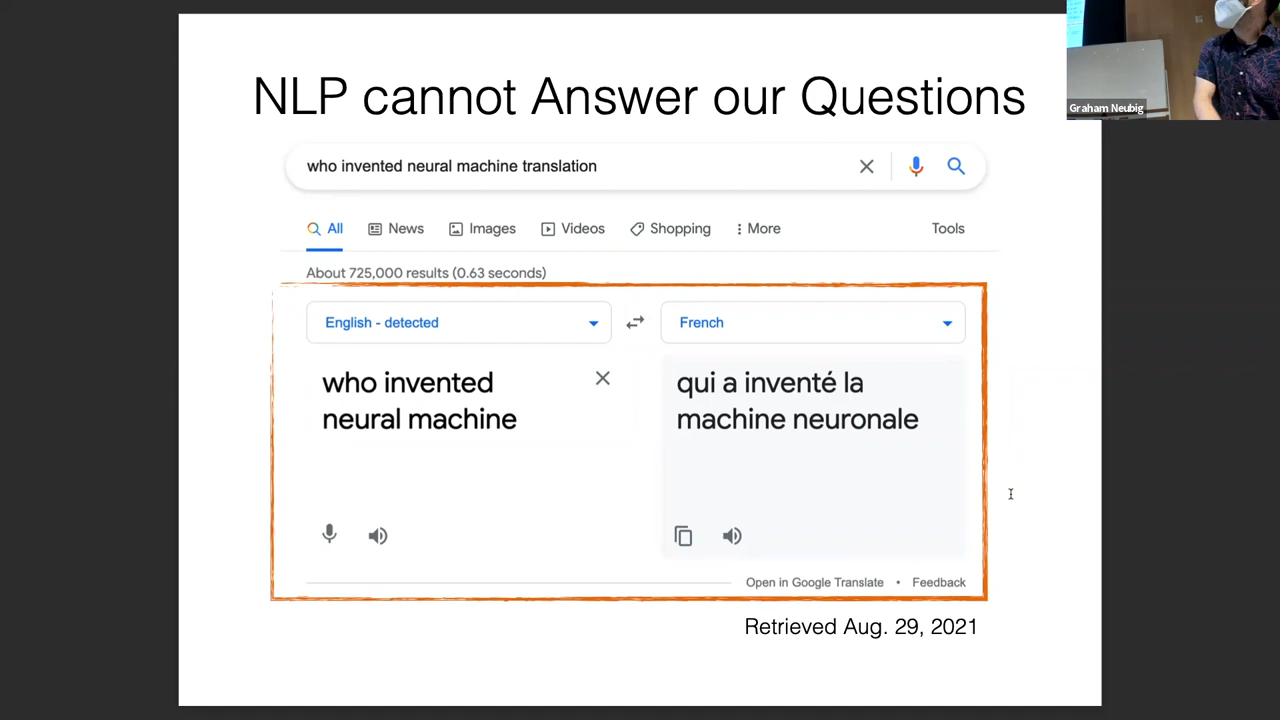 NLP cannot Answer our Questions
Graham Neubig
who invented neural machine translation
All News Images Videos Shopping More Tools
About 725,000 results (0.63 seconds)
English - detected French
who invented
neural machine
qui a inventé la
machine neuronale
Open in Google Translate • Feedback
Retrieved Aug. 29, 2021